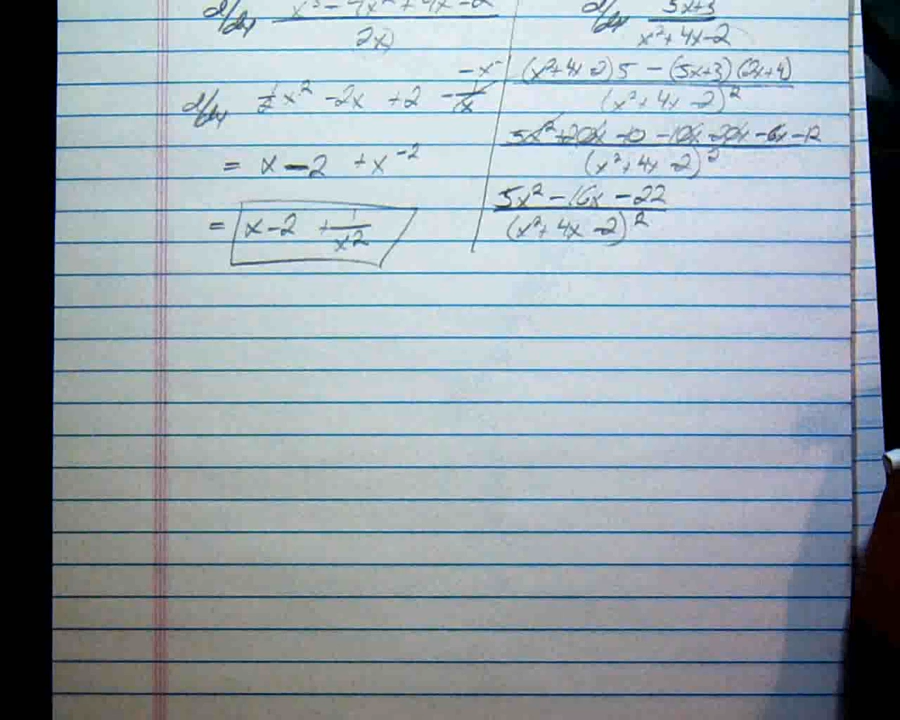 d/dx x³ - 4x² + 4x - 2
2x
d/dx ½x² - 2x + 2 - 1/x -x⁻
= x - 2 + x⁻²
= x - 2 + 1/x²
d/dx 5x+3
x² + 4x - 2
(x² + 4x - 2) 5 - (5x+3)(2x+4)
(x² + 4x - 2)²
5x² + 20x - 10 - 10x - 20x - 6x - 12
(x² + 4x - 2)²
5x² - 16x - 22
(x² + 4x - 2)²